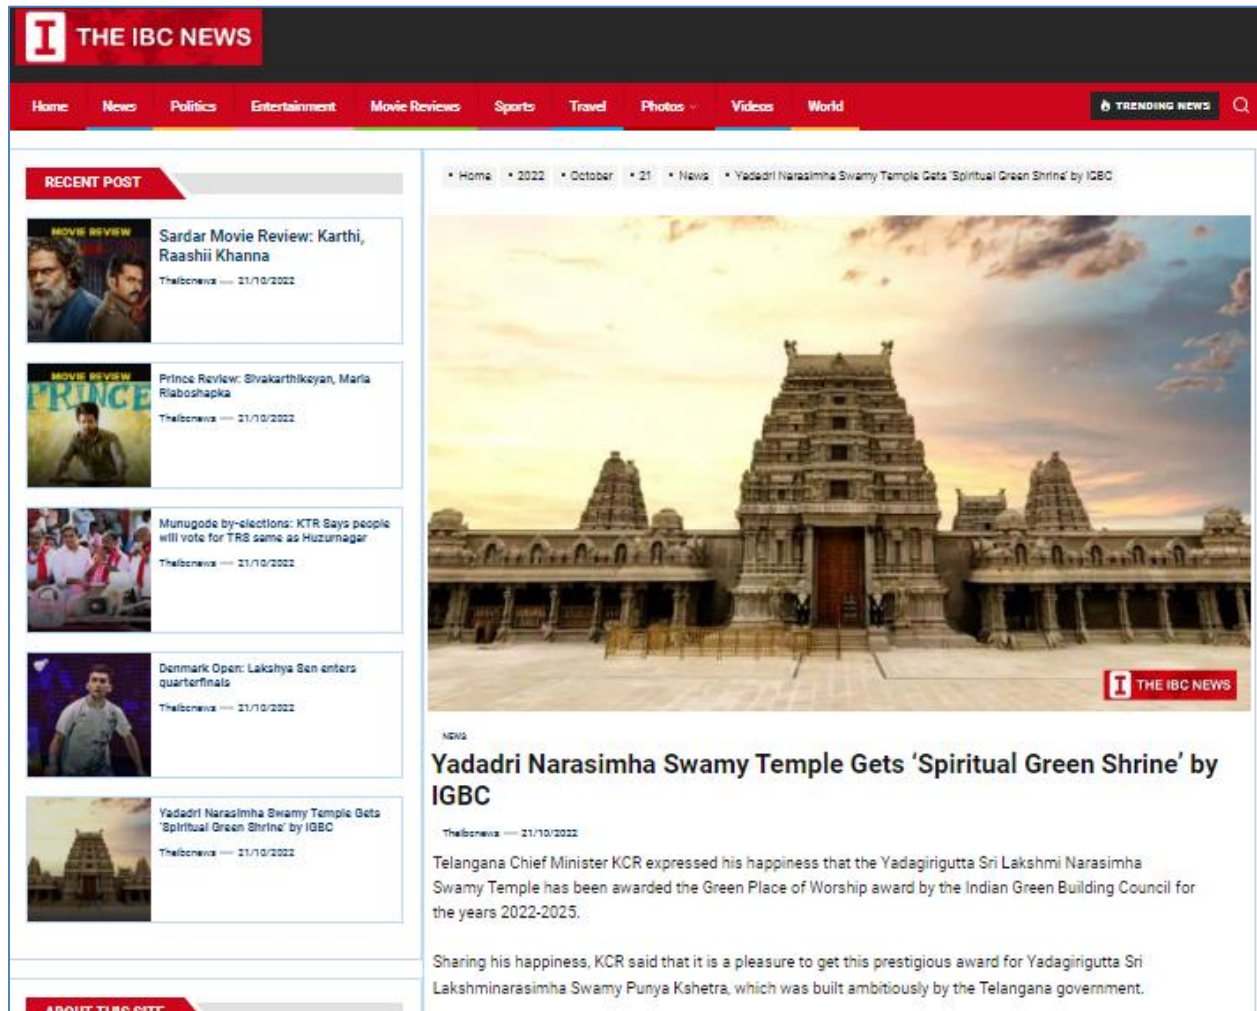 THE IBC NEWS
Home News Politics Entertainment Movie Reviews Sports Travel Photos Videos World TRENDING NEWS
RECENT POST
MOVIE REVIEW
Sardar Movie Review: Karthi,
Raashii Khanna
Theibcnews — 21/10/2022
MOVIE REVIEW
PRINCE
Prince Review: Sivakarthikeyan, Maria
Riaboshapka
Theibcnews — 21/10/2022
Munugode by-elections: KTR Says people
will vote for TRS same as Huzurnagar
Theibcnews — 21/10/2022
Denmark Open: Lakshya Sen enters
quarterfinals
Theibcnews — 21/10/2022
Yadadri Narasimha Swamy Temple Gets
‘Spiritual Green Shrine’ by IGBC
Theibcnews — 21/10/2022
ABOUT THIS SITE
• Home • 2022 • October • 21 • News • Yadadri Narasimha Swamy Temple Gets ‘Spiritual Green Shrine’ by IGBC
THE IBC NEWS
NEWS
Yadadri Narasimha Swamy Temple Gets ‘Spiritual Green Shrine’ by
IGBC
Theibcnews — 21/10/2022
Telangana Chief Minister KCR expressed his happiness that the Yadagirigutta Sri Lakshmi Narasimha
Swamy Temple has been awarded the Green Place of Worship award by the Indian Green Building Council for
the years 2022-2025.
Sharing his happiness, KCR said that it is a pleasure to get this prestigious award for Yadagirigutta Sri
Lakshminarasimha Swamy Punya Kshetra, which was built ambitiously by the Telangana government.